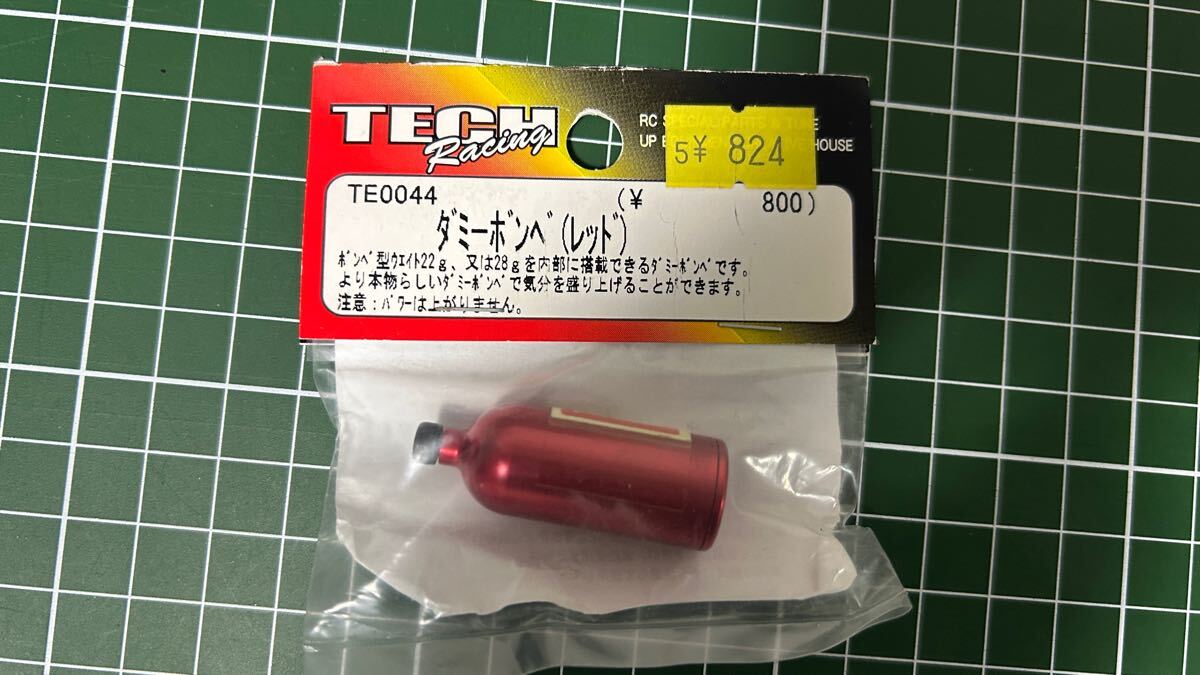 TECH
Racing
RC SPECIAL PARTS & TUNE
UP HOUSE
5¥ 824
TE0044 (¥ 800)
ダミーボンベ(レッド)
ボンベ型ウエイト22g、又は28gを内部に搭載できるダミーボンベです。
より本物らしいダミーボンベで気分を盛り上げることができます。
注意:パワーは上がりません。